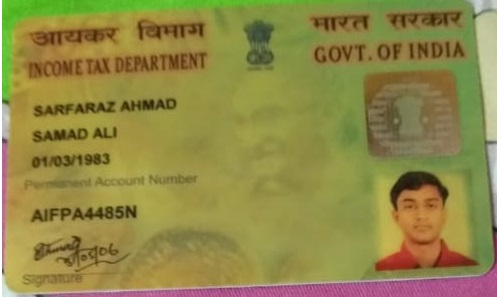 आयकर विभाग
INCOME TAX DEPARTMENT
भारत सरकार
GOVT. OF INDIA
SARFARAZ AHMAD
SAMAD ALI
01/03/1983
Permanent Account Number
AIFPA4485N
Signature